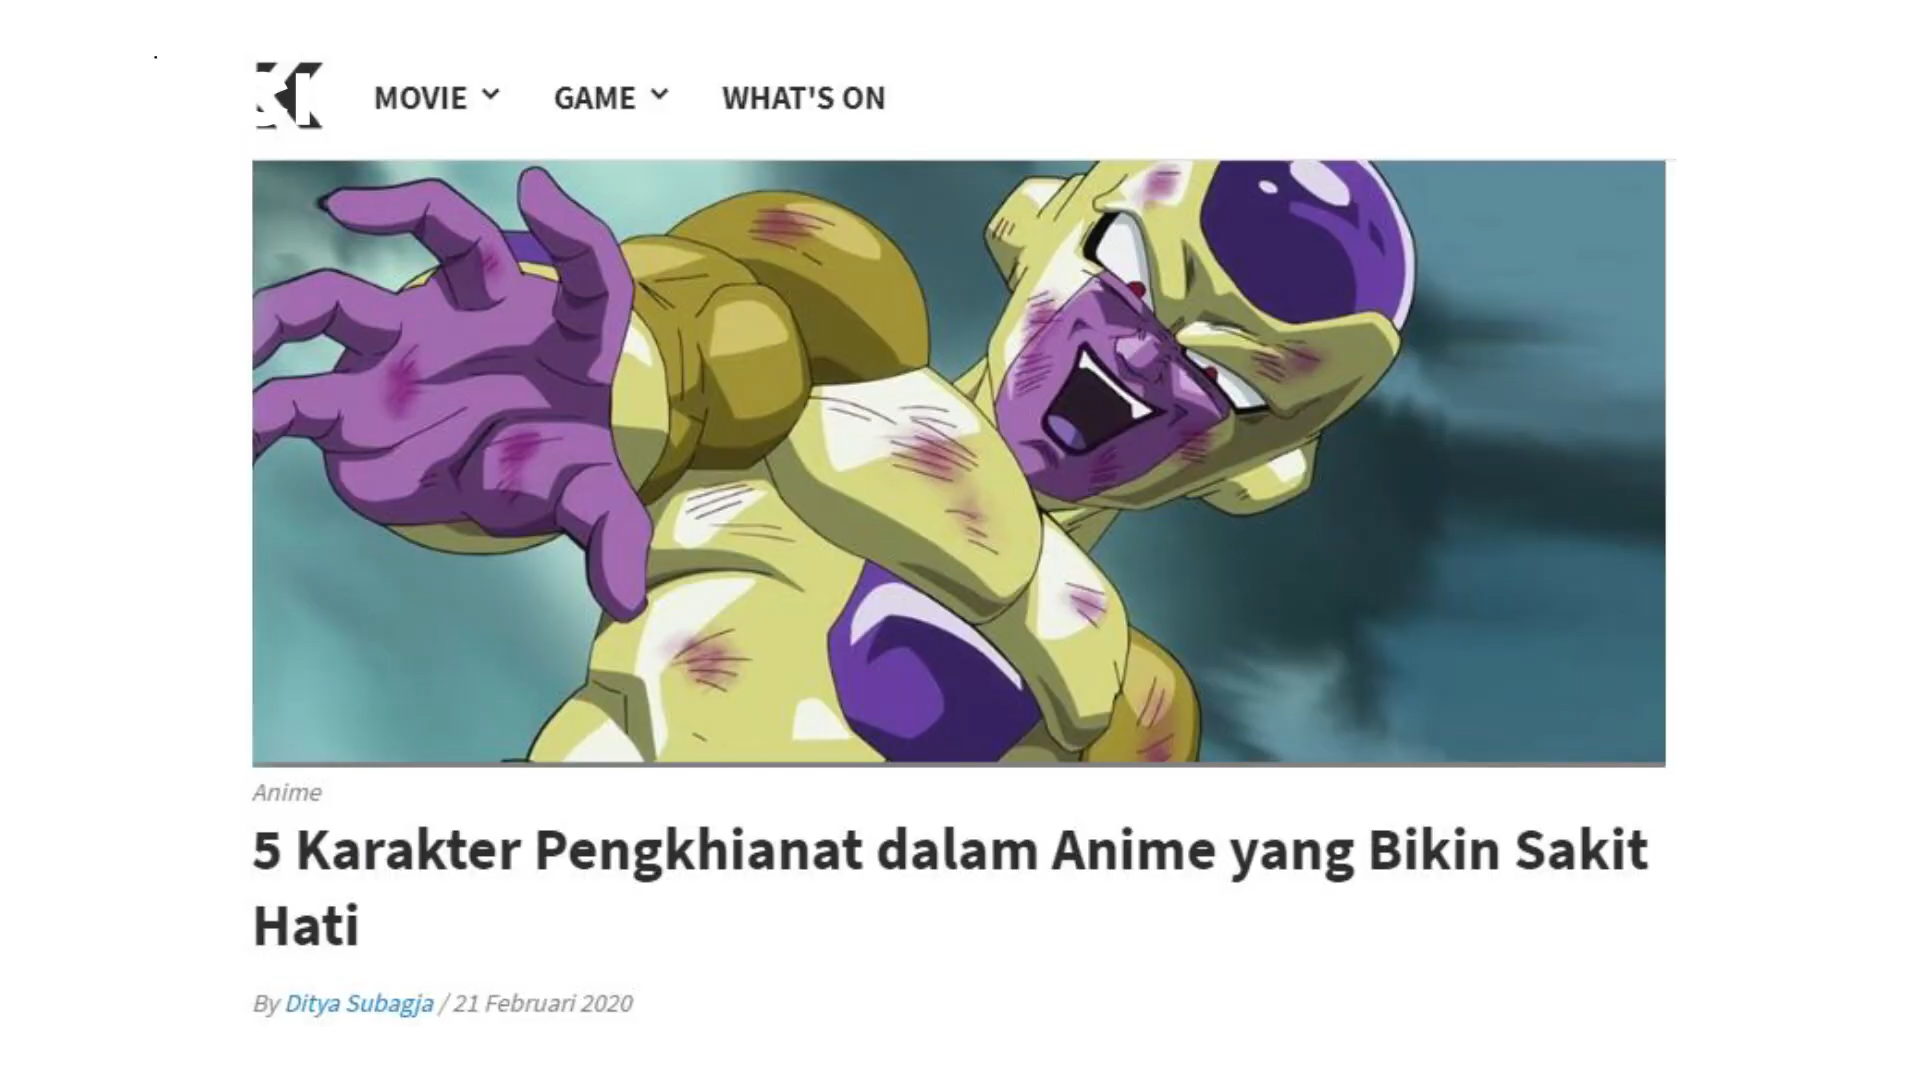 MOVIE GAME WHAT'S ON
Anime
5 Karakter Pengkhianat dalam Anime yang Bikin Sakit
Hati
By Ditya Subagja / 21 Februari 2020